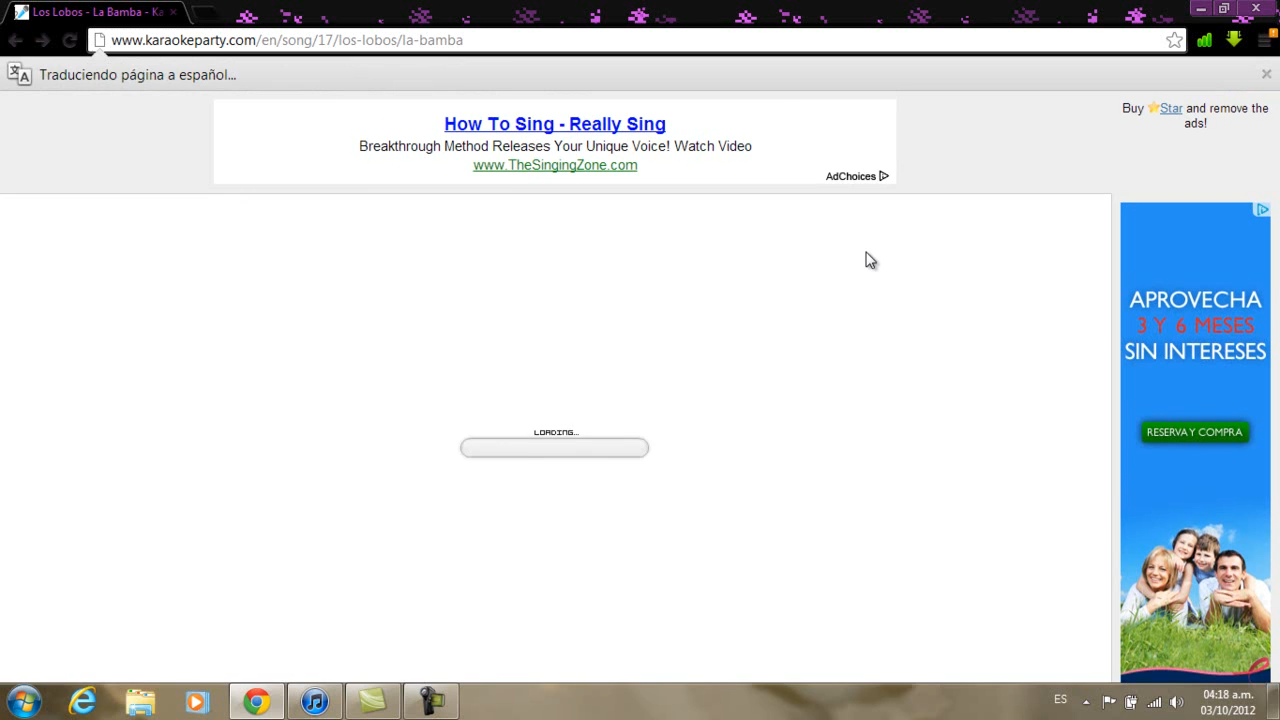 Los Lobos - La Bamba - Ka
www.karaokeparty.com/en/song/17/los-lobos/la-bamba
Traduciendo página a español...
How To Sing - Really Sing
Breakthrough Method Releases Your Unique Voice! Watch Video
www.TheSingingZone.com
AdChoices
Buy Star and remove the
ads!
APROVECHA
3 Y 6 MESES
SIN INTERESES
RESERVA Y COMPRA
LOADING...
ES
04:18 a.m.
03/10/2012